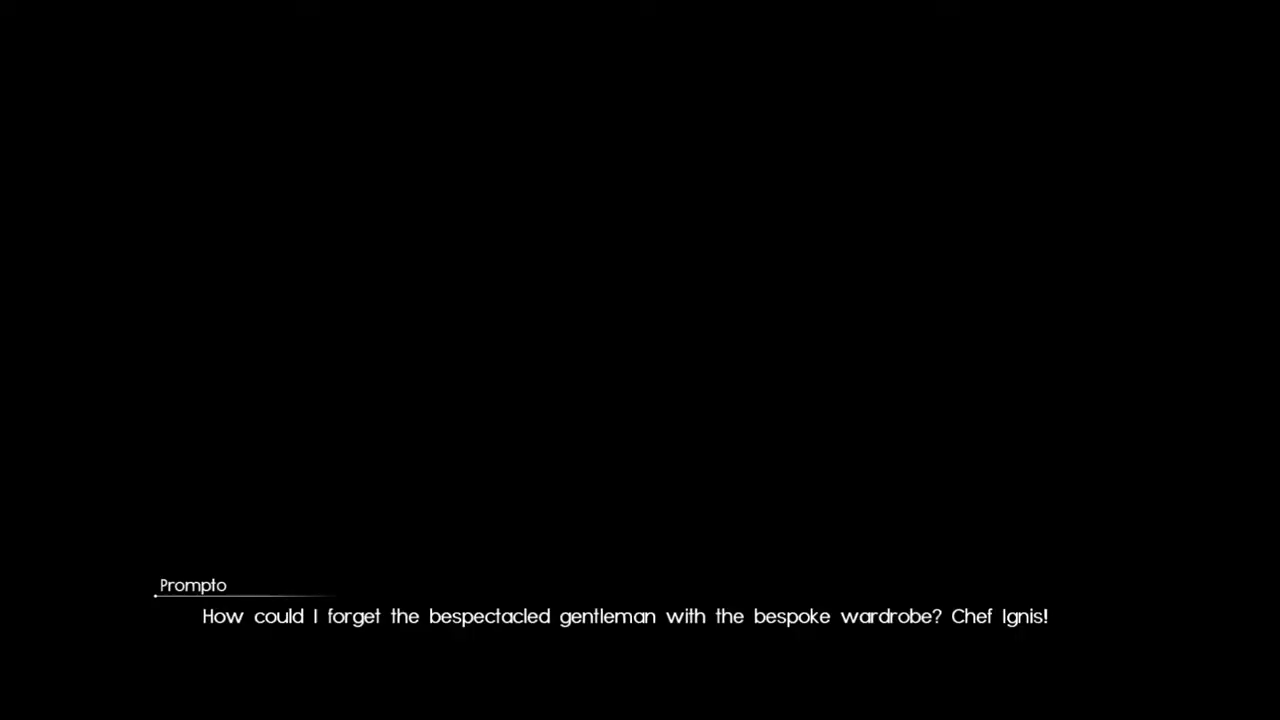 Prompto
How could I forget the bespectacled gentleman with the bespoke wardrobe? Chef Ignis!